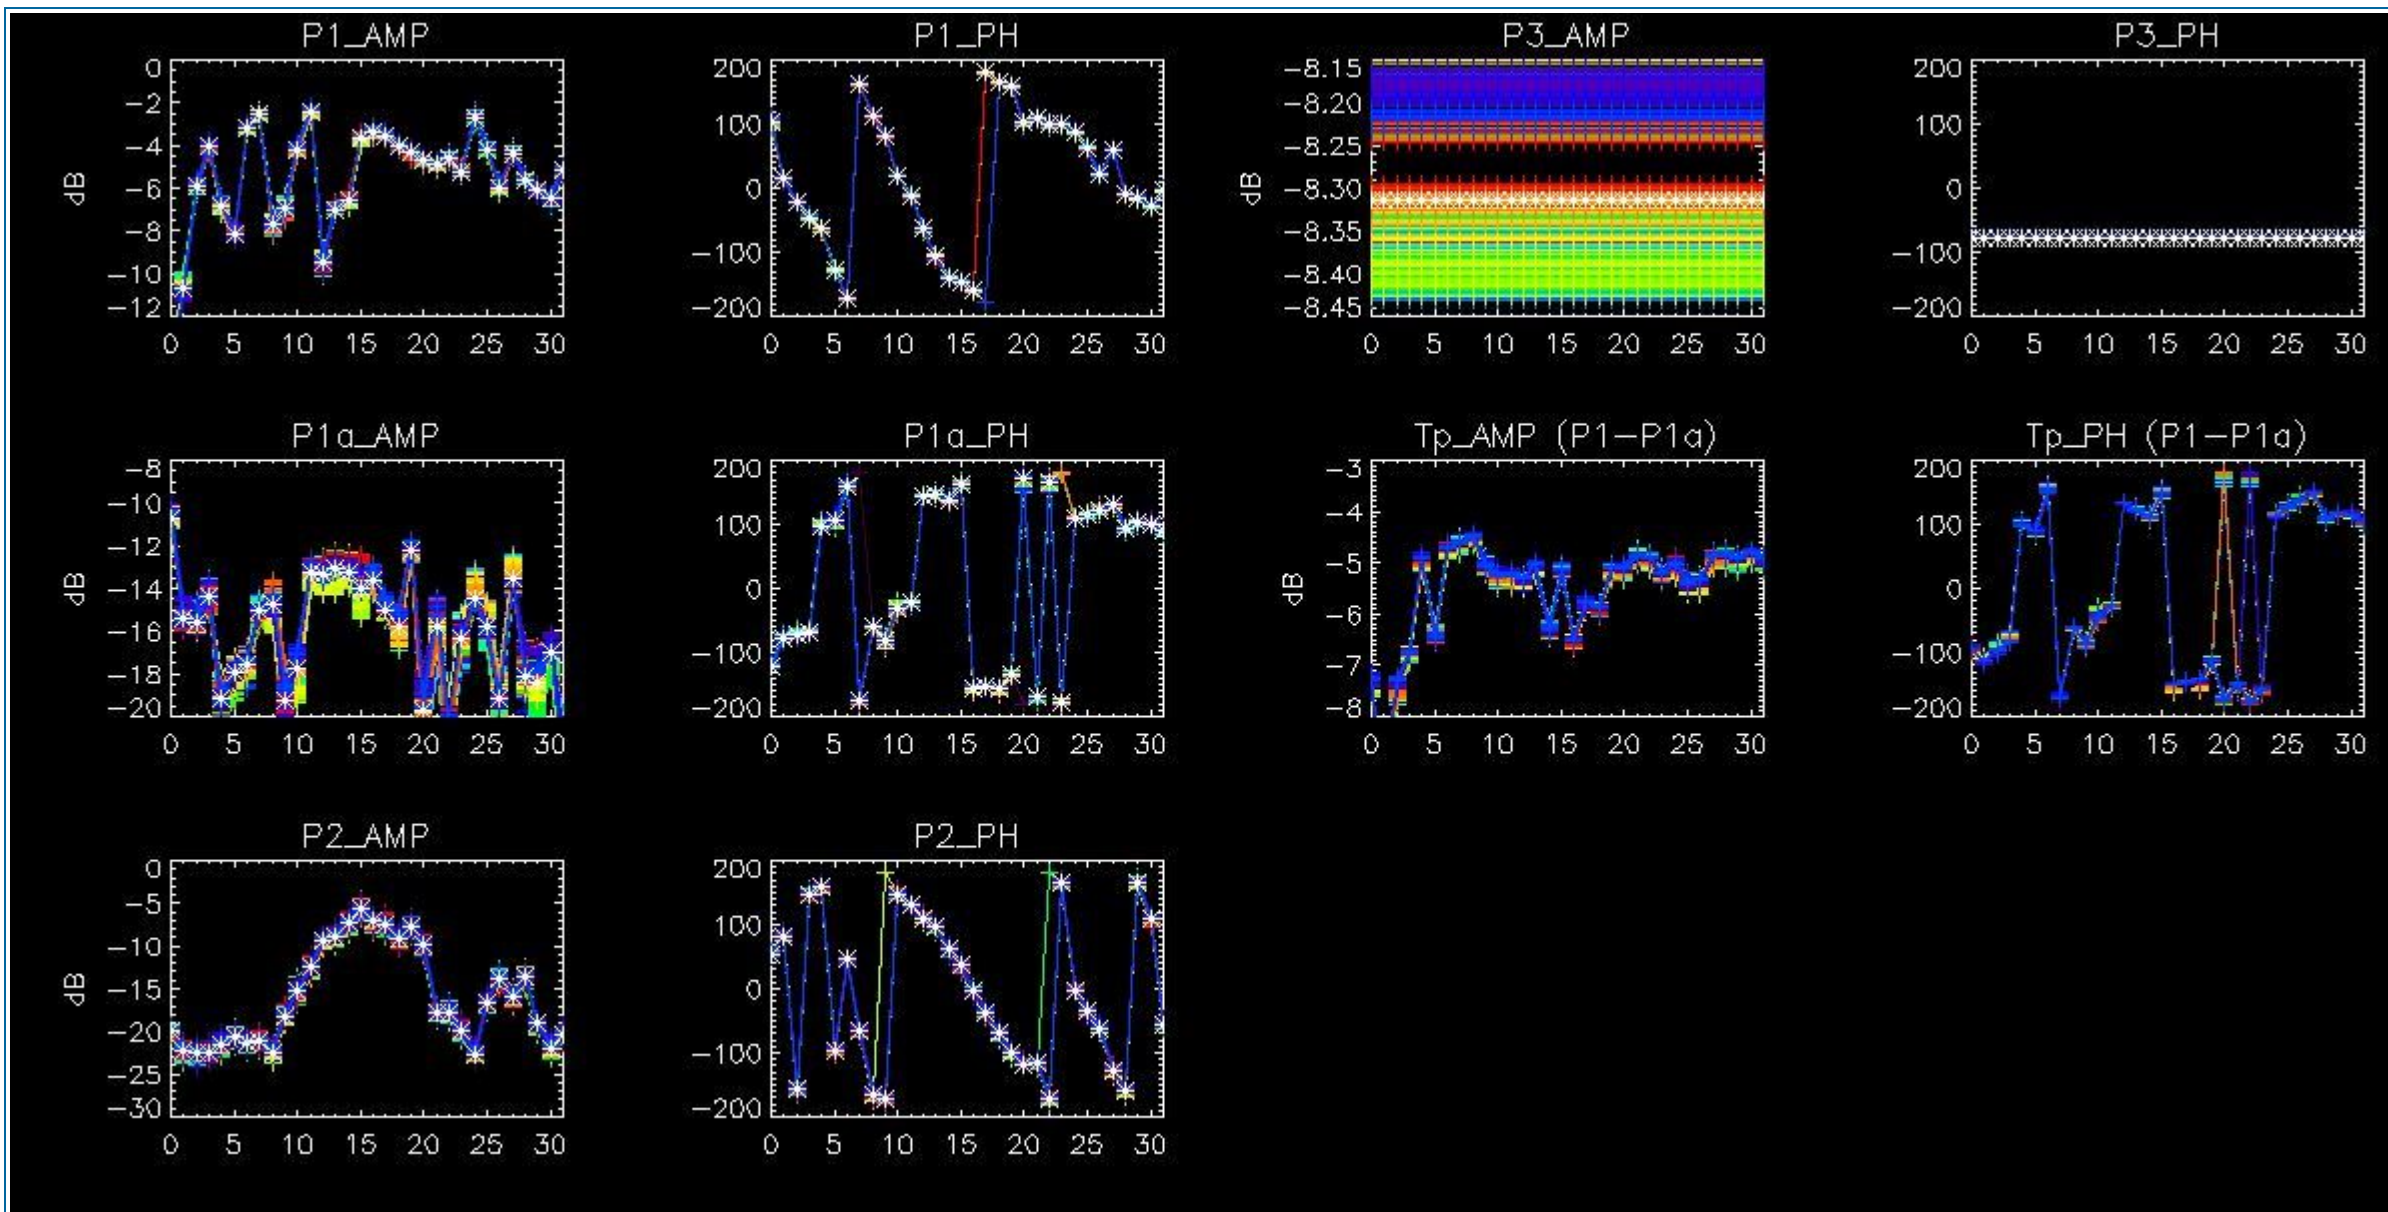 P1_AMP P1_PH P3_AMP P3_PH
0 200 -8.15 200
-2 100 -8.20 100
-4 0 -8.25 0
-6 -100 -8.30 -100
-8 -200 -8.35 -200
-10 -8.40
-12 -8.45
dB dB
0 5 10 15 20 25 30 0 5 10 15 20 25 30 0 5 10 15 20 25 30 0 5 10 15 20 25 30
P1a_AMP P1a_PH Tp_AMP (P1-P1a) Tp_PH (P1-P1a)
-8 200 -3 200
-10 100 -4 100
-12 0 -5 0
-14 -100 -6 -100
-16 -200 -7 -200
-18 -8
-20
dB dB
0 5 10 15 20 25 30 0 5 10 15 20 25 30 0 5 10 15 20 25 30 0 5 10 15 20 25 30
P2_AMP P2_PH
0 200
-5 100
-10 0
-15 -100
-20 -200
-25
-30
dB
0 5 10 15 20 25 30 0 5 10 15 20 25 30